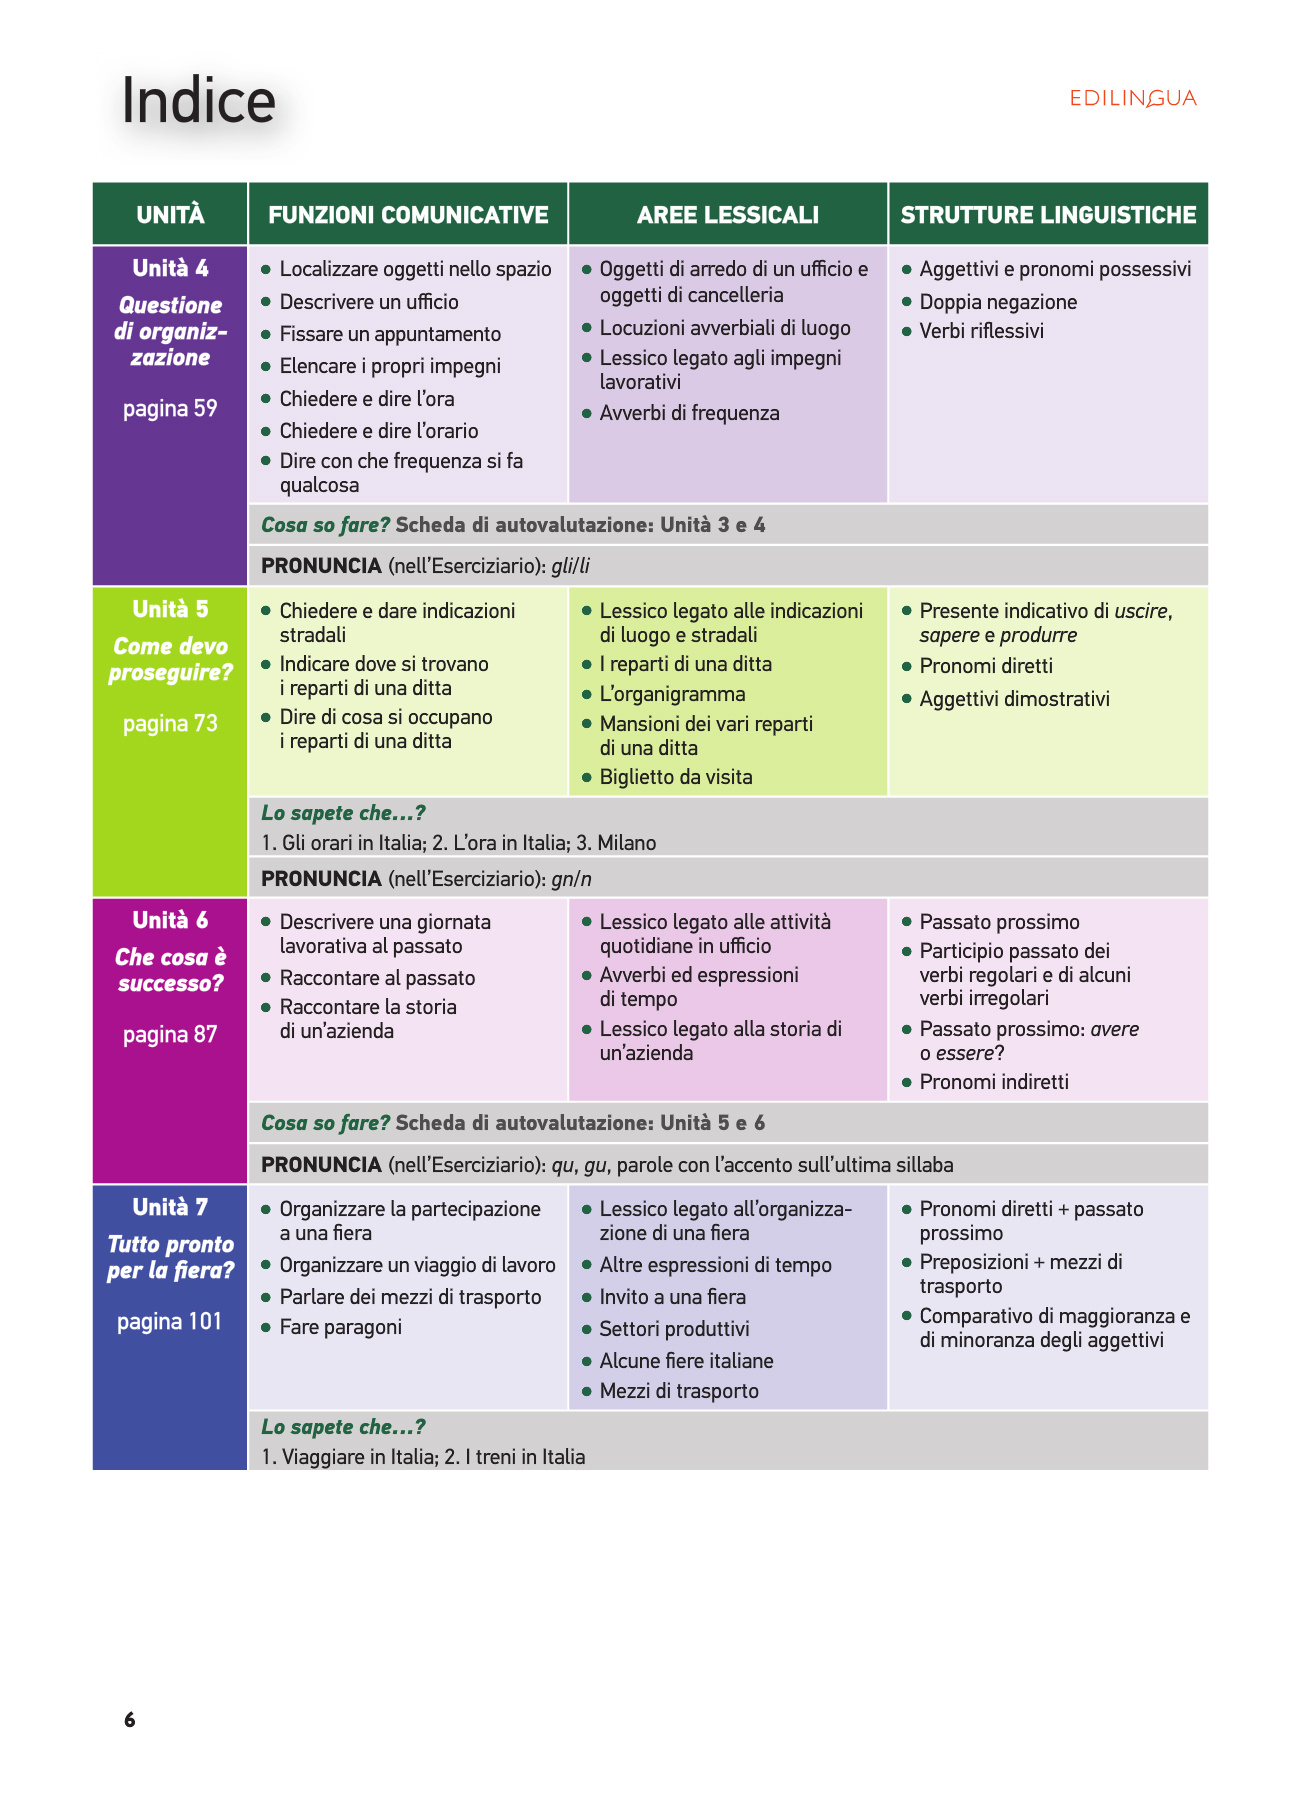 Indice
EDILINGUA
UNITÀ
FUNZIONI COMUNICATIVE
AREE LESSICALI
STRUTTURE LINGUISTICHE
Unità 4
Questione
di organiz-
zazione
pagina 59
• Localizzare oggetti nello spazio
• Descrivere un ufficio
• Fissare un appuntamento
• Elencare i propri impegni
• Chiedere e dire l’ora
• Chiedere e dire l’orario
• Dire con che frequenza si fa
qualcosa
• Oggetti di arredo di un ufficio e
oggetti di cancelleria
• Locuzioni avverbiali di luogo
• Lessico legato agli impegni
lavorativi
• Avverbi di frequenza
• Aggettivi e pronomi possessivi
• Doppia negazione
• Verbi riflessivi
Cosa so fare? Scheda di autovalutazione: Unità 3 e 4
PRONUNCIA (nell’Eserciziario): gli/li
Unità 5
Come devo
proseguire?
pagina 73
• Chiedere e dare indicazioni
stradali
• Indicare dove si trovano
i reparti di una ditta
• Dire di cosa si occupano
i reparti di una ditta
• Lessico legato alle indicazioni
di luogo e stradali
• I reparti di una ditta
• L’organigramma
• Mansioni dei vari reparti
di una ditta
• Biglietto da visita
• Presente indicativo di uscire,
sapere e produrre
• Pronomi diretti
• Aggettivi dimostrativi
Lo sapete che...?
1. Gli orari in Italia; 2. L’ora in Italia; 3. Milano
PRONUNCIA (nell’Eserciziario): gn/n
Unità 6
Che cosa è
successo?
pagina 87
• Descrivere una giornata
lavorativa al passato
• Raccontare al passato
• Raccontare la storia
di un’azienda
• Lessico legato alle attività
quotidiane in ufficio
• Avverbi ed espressioni
di tempo
• Lessico legato alla storia di
un’azienda
• Passato prossimo
• Participio passato dei
verbi regolari e di alcuni
verbi irregolari
• Passato prossimo: avere
o essere?
• Pronomi indiretti
Cosa so fare? Scheda di autovalutazione: Unità 5 e 6
PRONUNCIA (nell’Eserciziario): qu, gu, parole con l’accento sull’ultima sillaba
Unità 7
Tutto pronto
per la fiera?
pagina 101
• Organizzare la partecipazione
a una fiera
• Organizzare un viaggio di lavoro
• Parlare dei mezzi di trasporto
• Fare paragoni
• Lessico legato all’organizza-
zione di una fiera
• Altre espressioni di tempo
• Invito a una fiera
• Settori produttivi
• Alcune fiere italiane
• Mezzi di trasporto
• Pronomi diretti + passato
prossimo
• Preposizioni + mezzi di
trasporto
• Comparativo di maggioranza e
di minoranza degli aggettivi
Lo sapete che...?
1. Viaggiare in Italia; 2. I treni in Italia
6